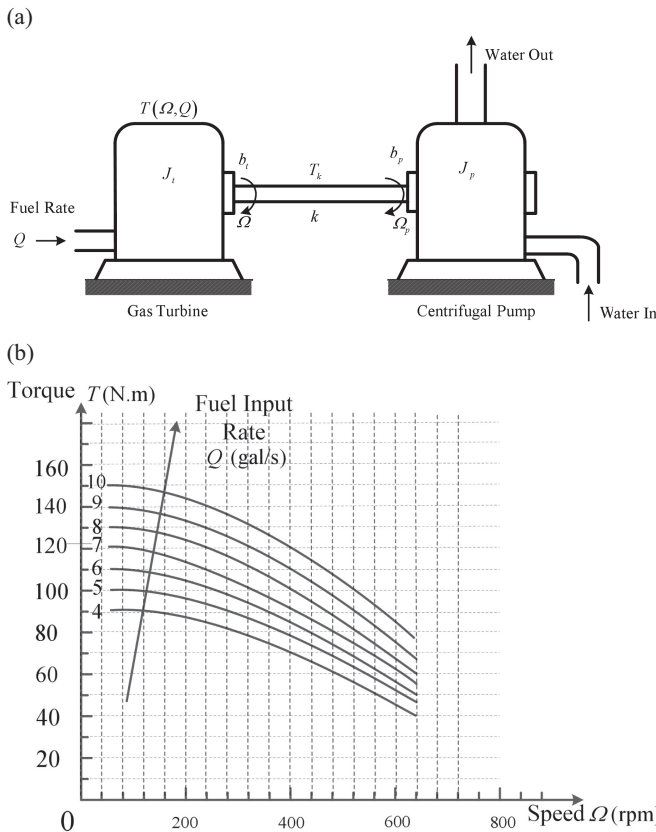 (a)
Water Out
T(Ω,Q)
J_t
b_t
T_k
b_p
J_p
Fuel Rate
Q
Ω
k
Ω_p
Gas Turbine
Centrifugal Pump
Water In
(b)
Torque T(N.m)
Fuel Input
Rate
Q (gal/s)
160
140
120
100
80
60
40
20
0
10
9
8
7
6
5
4
200
400
600
800
Speed Ω (rpm)